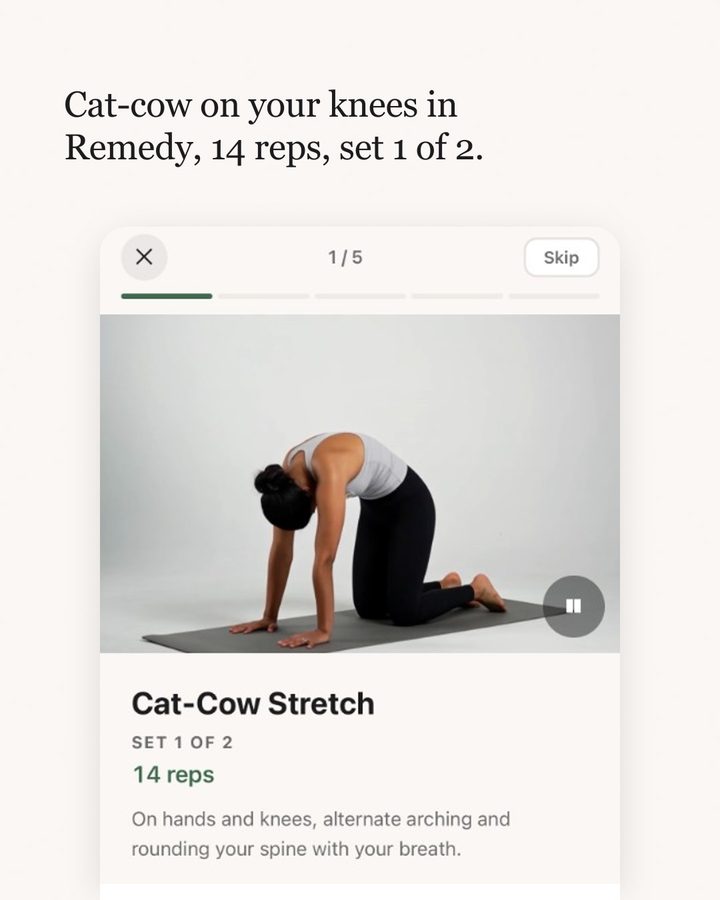 Cat-cow on your knees in
Remedy, 14 reps, set 1 of 2.
1 / 5
Skip
Cat-Cow Stretch
SET 1 OF 2
14 reps
On hands and knees, alternate arching and
rounding your spine with your breath.